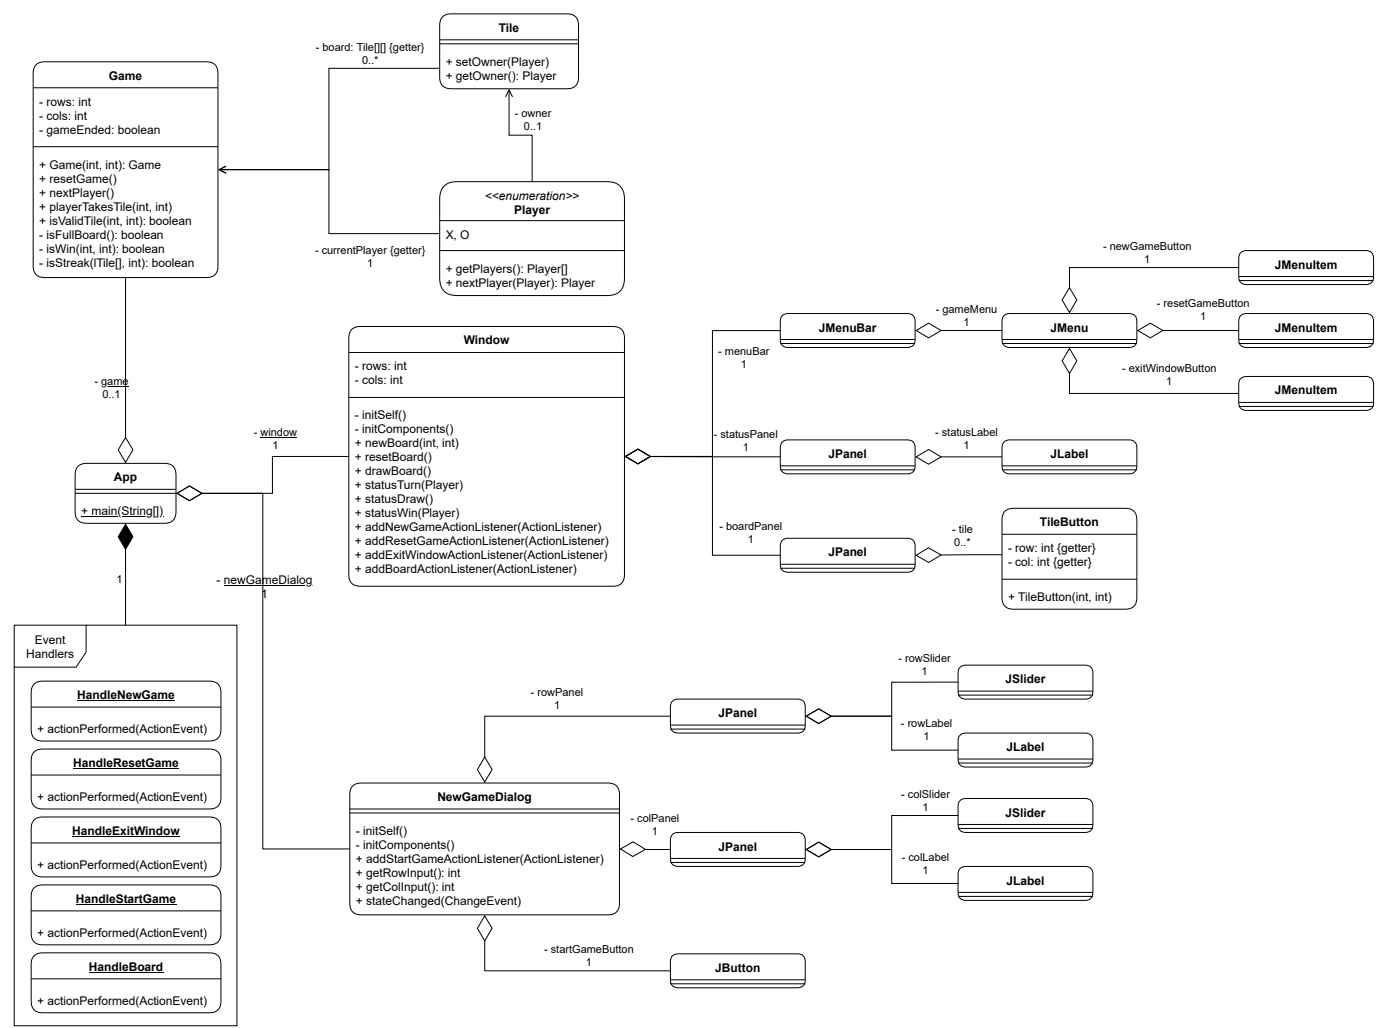 Tile
+ setOwner(Player)
+ getOwner(): Player
- board: Tile[][] {getter}
0..*
Game
- rows: int
- cols: int
- gameEnded: boolean
+ Game(int, int): Game
+ resetGame()
+ nextPlayer()
+ playerTakesTile(int, int)
+ isValidTile(int, int): boolean
- isFullBoard(): boolean
- isWin(int, int): boolean
- isStreak(lTile[], int): boolean
- owner
0..1
<<enumeration>>
Player
X, O
+ getPlayers(): Player[]
+ nextPlayer(Player): Player
- currentPlayer {getter}
1
- game
0..1
App
+ main(String[])
- window
1
Window
- rows: int
- cols: int
- initSelf()
- initComponents()
+ newBoard(int, int)
+ resetBoard()
+ drawBoard()
+ statusTurn(Player)
+ statusDraw()
+ statusWin(Player)
+ addNewGameActionListener(ActionListener)
+ addResetGameActionListener(ActionListener)
+ addExitWindowActionListener(ActionListener)
+ addBoardActionListener(ActionListener)
- menuBar
1
JMenuBar
- gameMenu
1
JMenu
- newGameButton
1
JMenuItem
- resetGameButton
1
JMenuItem
- exitWindowButton
1
JMenuItem
- statusPanel
1
JPanel
- statusLabel
1
JLabel
- boardPanel
1
JPanel
- tile
0..*
TileButton
- row: int {getter}
- col: int {getter}
+ TileButton(int, int)
- newGameDialog
1
1
Event
Handlers
HandleNewGame
+ actionPerformed(ActionEvent)
HandleResetGame
+ actionPerformed(ActionEvent)
HandleExitWindow
+ actionPerformed(ActionEvent)
HandleStartGame
+ actionPerformed(ActionEvent)
HandleBoard
+ actionPerformed(ActionEvent)
NewGameDialog
- initSelf()
- initComponents()
+ addStartGameActionListener(ActionListener)
+ getRowInput(): int
+ getColInput(): int
+ stateChanged(ChangeEvent)
- rowPanel
1
JPanel
- rowSlider
1
JSlider
- rowLabel
1
JLabel
- colPanel
1
JPanel
- colSlider
1
JSlider
- colLabel
1
JLabel
- startGameButton
1
JButton